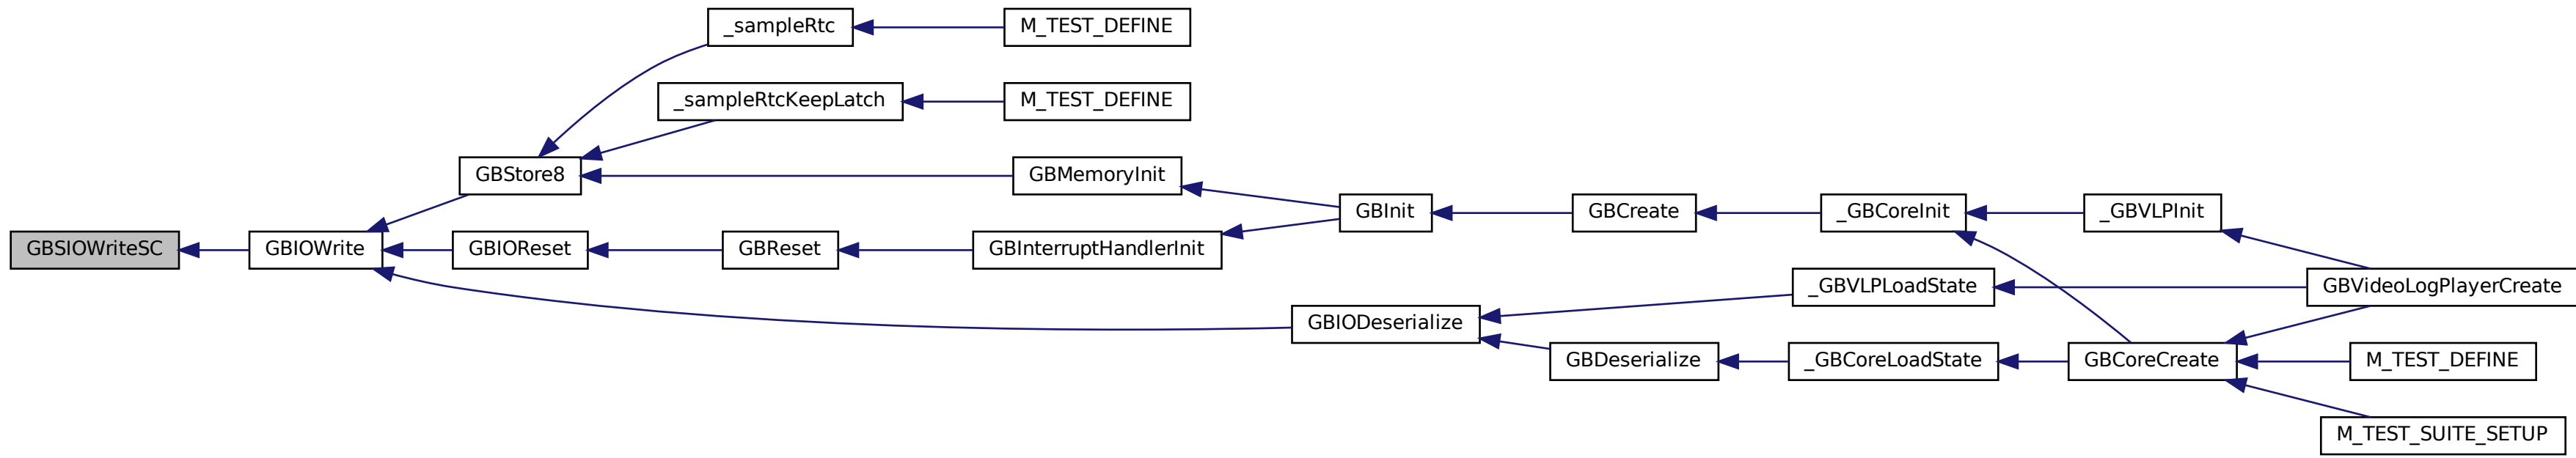 _sampleRtc
M_TEST_DEFINE
_sampleRtcKeepLatch
M_TEST_DEFINE
GBStore8
GBMemoryInit
GBInit
GBCreate
_GBCoreInit
_GBVLPInit
GBSIOWriteSC
GBIOWrite
GBIOReset
GBReset
GBInterruptHandlerInit
_GBVLPLoadState
GBVideoLogPlayerCreate
GBIODeserialize
GBDeserialize
_GBCoreLoadState
GBCoreCreate
M_TEST_DEFINE
M_TEST_SUITE_SETUP